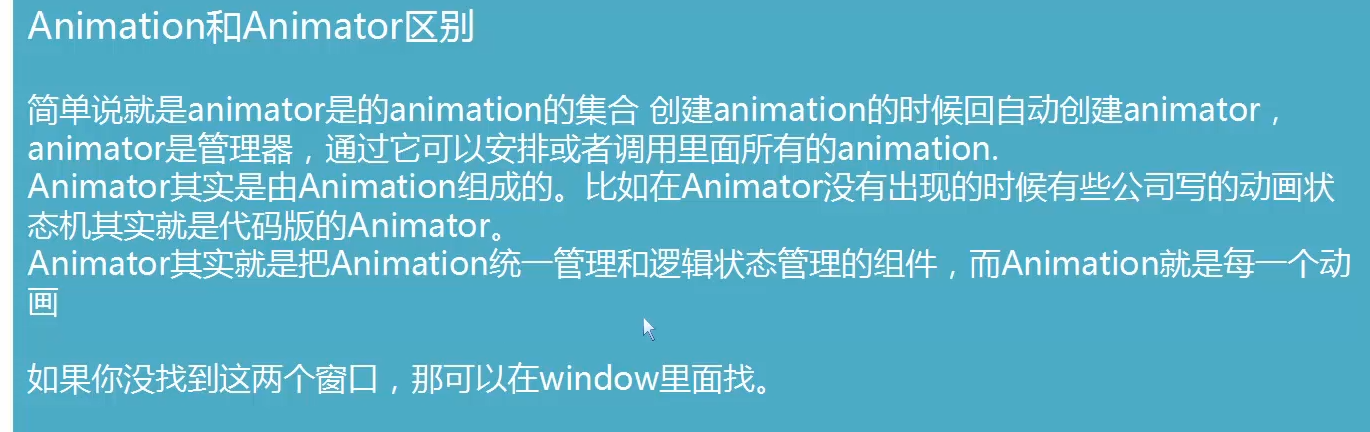 Animation和Animator区别
简单说就是animator是的animation的集合 创建animation的时候回自动创建animator，
animator是管理器，通过它可以安排或者调用里面所有的animation.
Animator其实是由Animation组成的。比如在Animator没有出现的时候有些公司写的动画状
态机其实就是代码版的Animator。
Animator其实就是把Animation统一管理和逻辑状态管理的组件，而Animation就是每一个动
画
如果你没找到这两个窗口，那可以在window里面找。